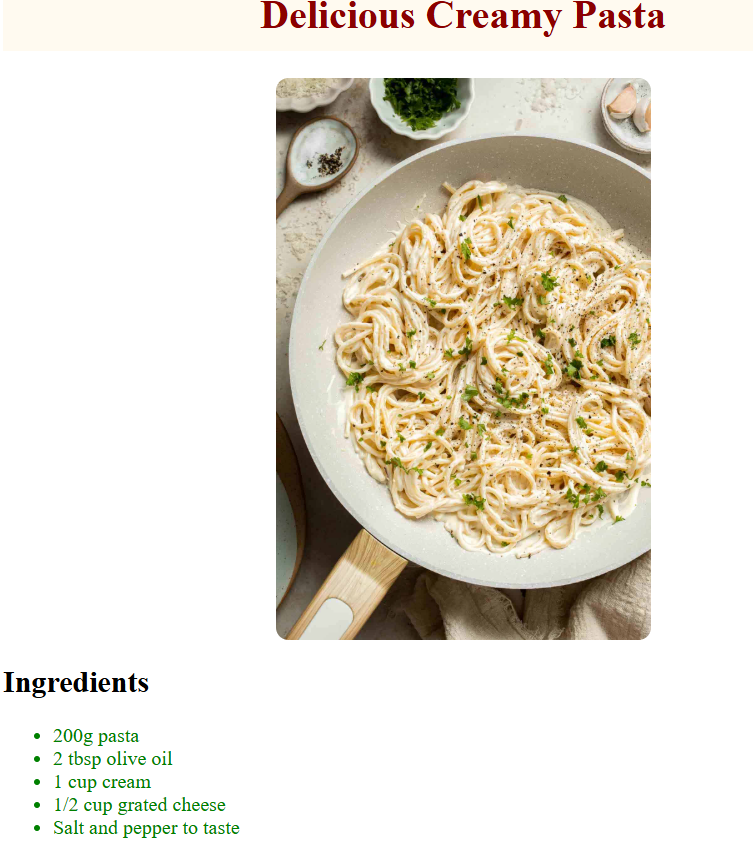 Delicious Creamy Pasta
Ingredients
200g pasta
2 tbsp olive oil
1 cup cream
1/2 cup grated cheese
Salt and pepper to taste